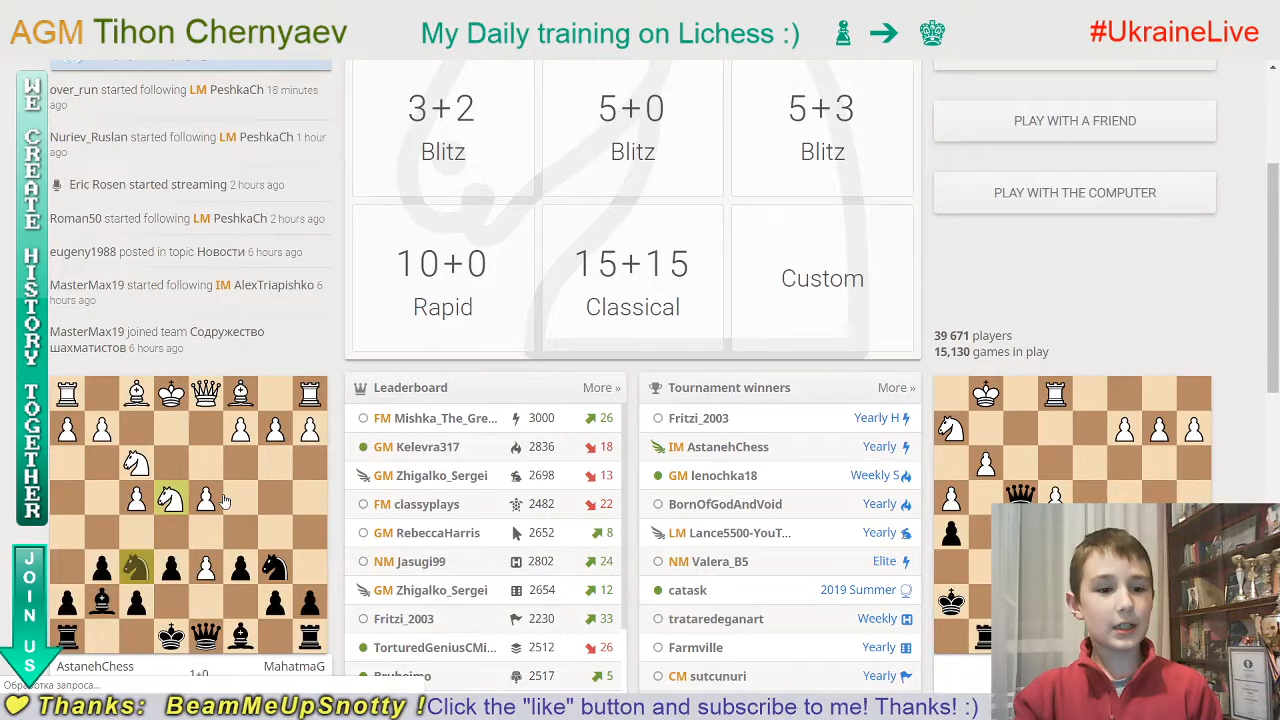 AGM Tihon Chernyaev
My Daily training on Lichess :)
#UkraineLive
WE CREATE HISTORY TOGETHER
JOIN US
over_run started following LM PeshkaCh 18 minutes
ago
Nuriev_Ruslan started following LM PeshkaCh 1 hour
ago
Eric Rosen started streaming 2 hours ago
Roman50 started following LM PeshkaCh 2 hours ago
eugeny1988 posted in topic Новости 6 hours ago
MasterMax19 started following IM AlexTriapishko 6
hours ago
MasterMax19 joined team Содружество
шахматистов 6 hours ago
3+2
Blitz
5+0
Blitz
5+3
Blitz
10+0
Rapid
15+15
Classical
Custom
PLAY WITH A FRIEND
PLAY WITH THE COMPUTER
39 671 players
15,130 games in play
Leaderboard More »
FM Mishka_The_Gre... 3000 26
GM Kelevra317 2836 18
GM Zhigalko_Sergei 2698 13
FM classyplays 2482 22
GM RebeccaHarris 2652 8
NM Jasugi99 2802 24
GM Zhigalko_Sergei 2654 12
Fritzi_2003 2230 33
TorturedGeniusCMi... 2512 26
2517 5
Tournament winners More »
Fritzi_2003 Yearly H
IM AstanehChess Yearly
GM lenochka18 Weekly S
BornOfGodAndVoid Yearly
LM Lance5500-YouT... Yearly
NM Valera_B5 Elite
catask 2019 Summer
trataredeganart Weekly
Farmville Yearly
CM sutcunuri Yearly
AstanehChess MahatmaG
1+0
Обработка запроса...
Thanks: BeamMeUpSnotty !
Click the "like" button and subscribe to me! Thanks! :)